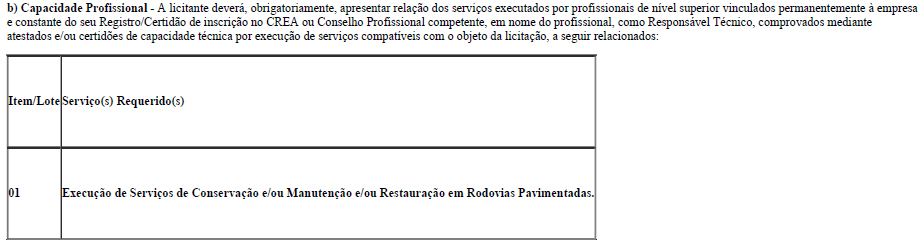 b) Capacidade Profissional - A licitante deverá, obrigatoriamente, apresentar relação dos serviços executados por profissionais de nível superior vinculados permanentemente à empresa
e constante do seu Registro/Certidão de inscrição no CREA ou Conselho Profissional competente, em nome do profissional, como Responsável Técnico, comprovados mediante
atestados e/ou certidões de capacidade técnica por execução de serviços compatíveis com o objeto da licitação, a seguir relacionados:
Item/Lote Serviço(s) Requerido(s)
01 Execução de Serviços de Conservação e/ou Manutenção e/ou Restauração em Rodovias Pavimentadas.